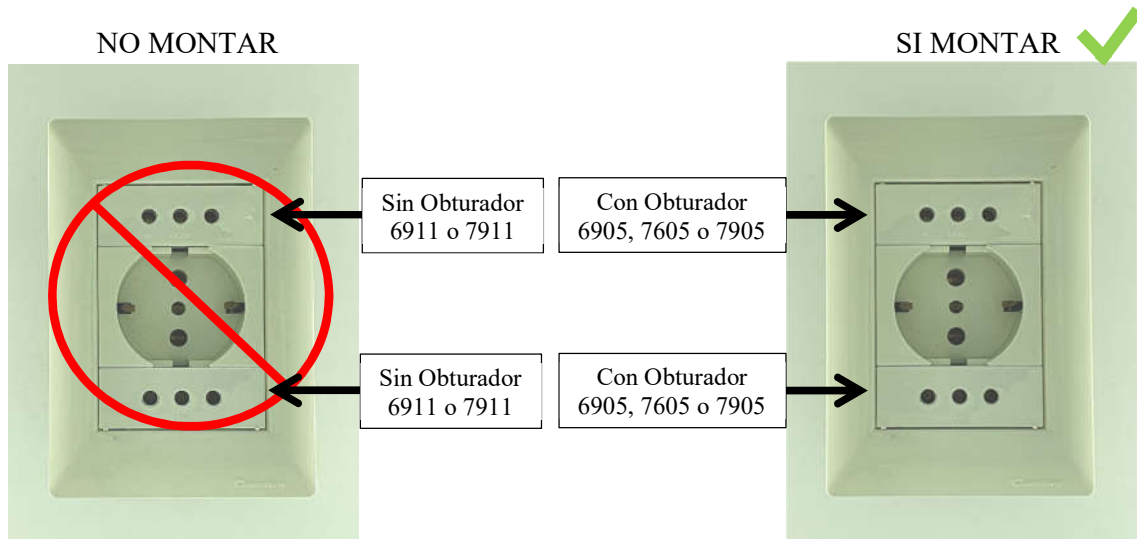 NO MONTAR
SI MONTAR
Sin Obturador
6911 o 7911
Con Obturador
6905, 7605 o 7905
Sin Obturador
6911 o 7911
Con Obturador
6905, 7605 o 7905